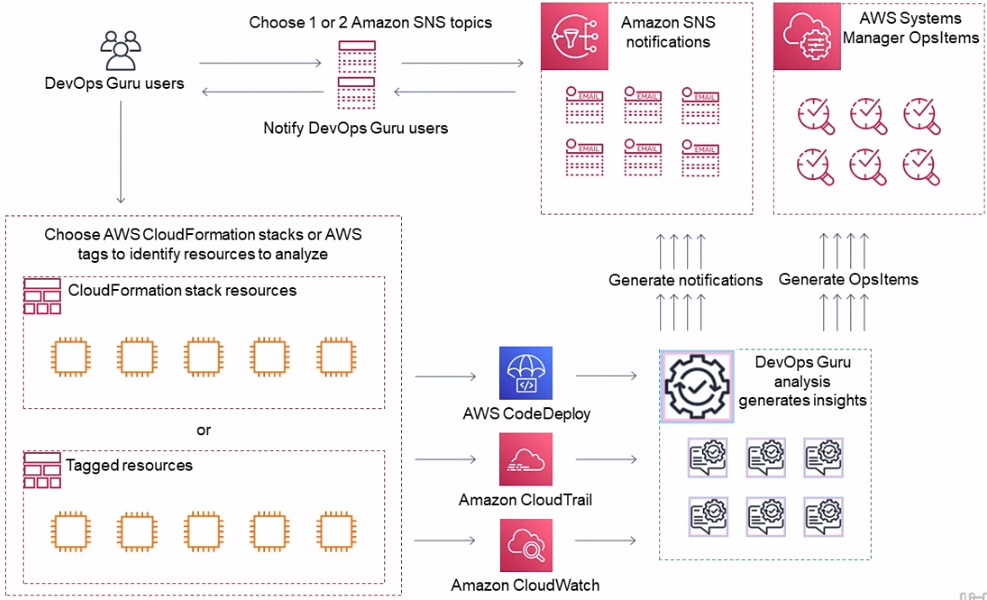 Choose 1 or 2 Amazon SNS topics
DevOps Guru users
Notify DevOps Guru users
Amazon SNS
notifications
EMAIL
EMAIL
EMAIL
EMAIL
EMAIL
EMAIL
AWS Systems
Manager OpsItems
Choose AWS CloudFormation stacks or AWS
tags to identify resources to analyze
CloudFormation stack resources
or
Tagged resources
Generate notifications
Generate OpsItems
AWS CodeDeploy
Amazon CloudTrail
Amazon CloudWatch
DevOps Guru
analysis
generates insights